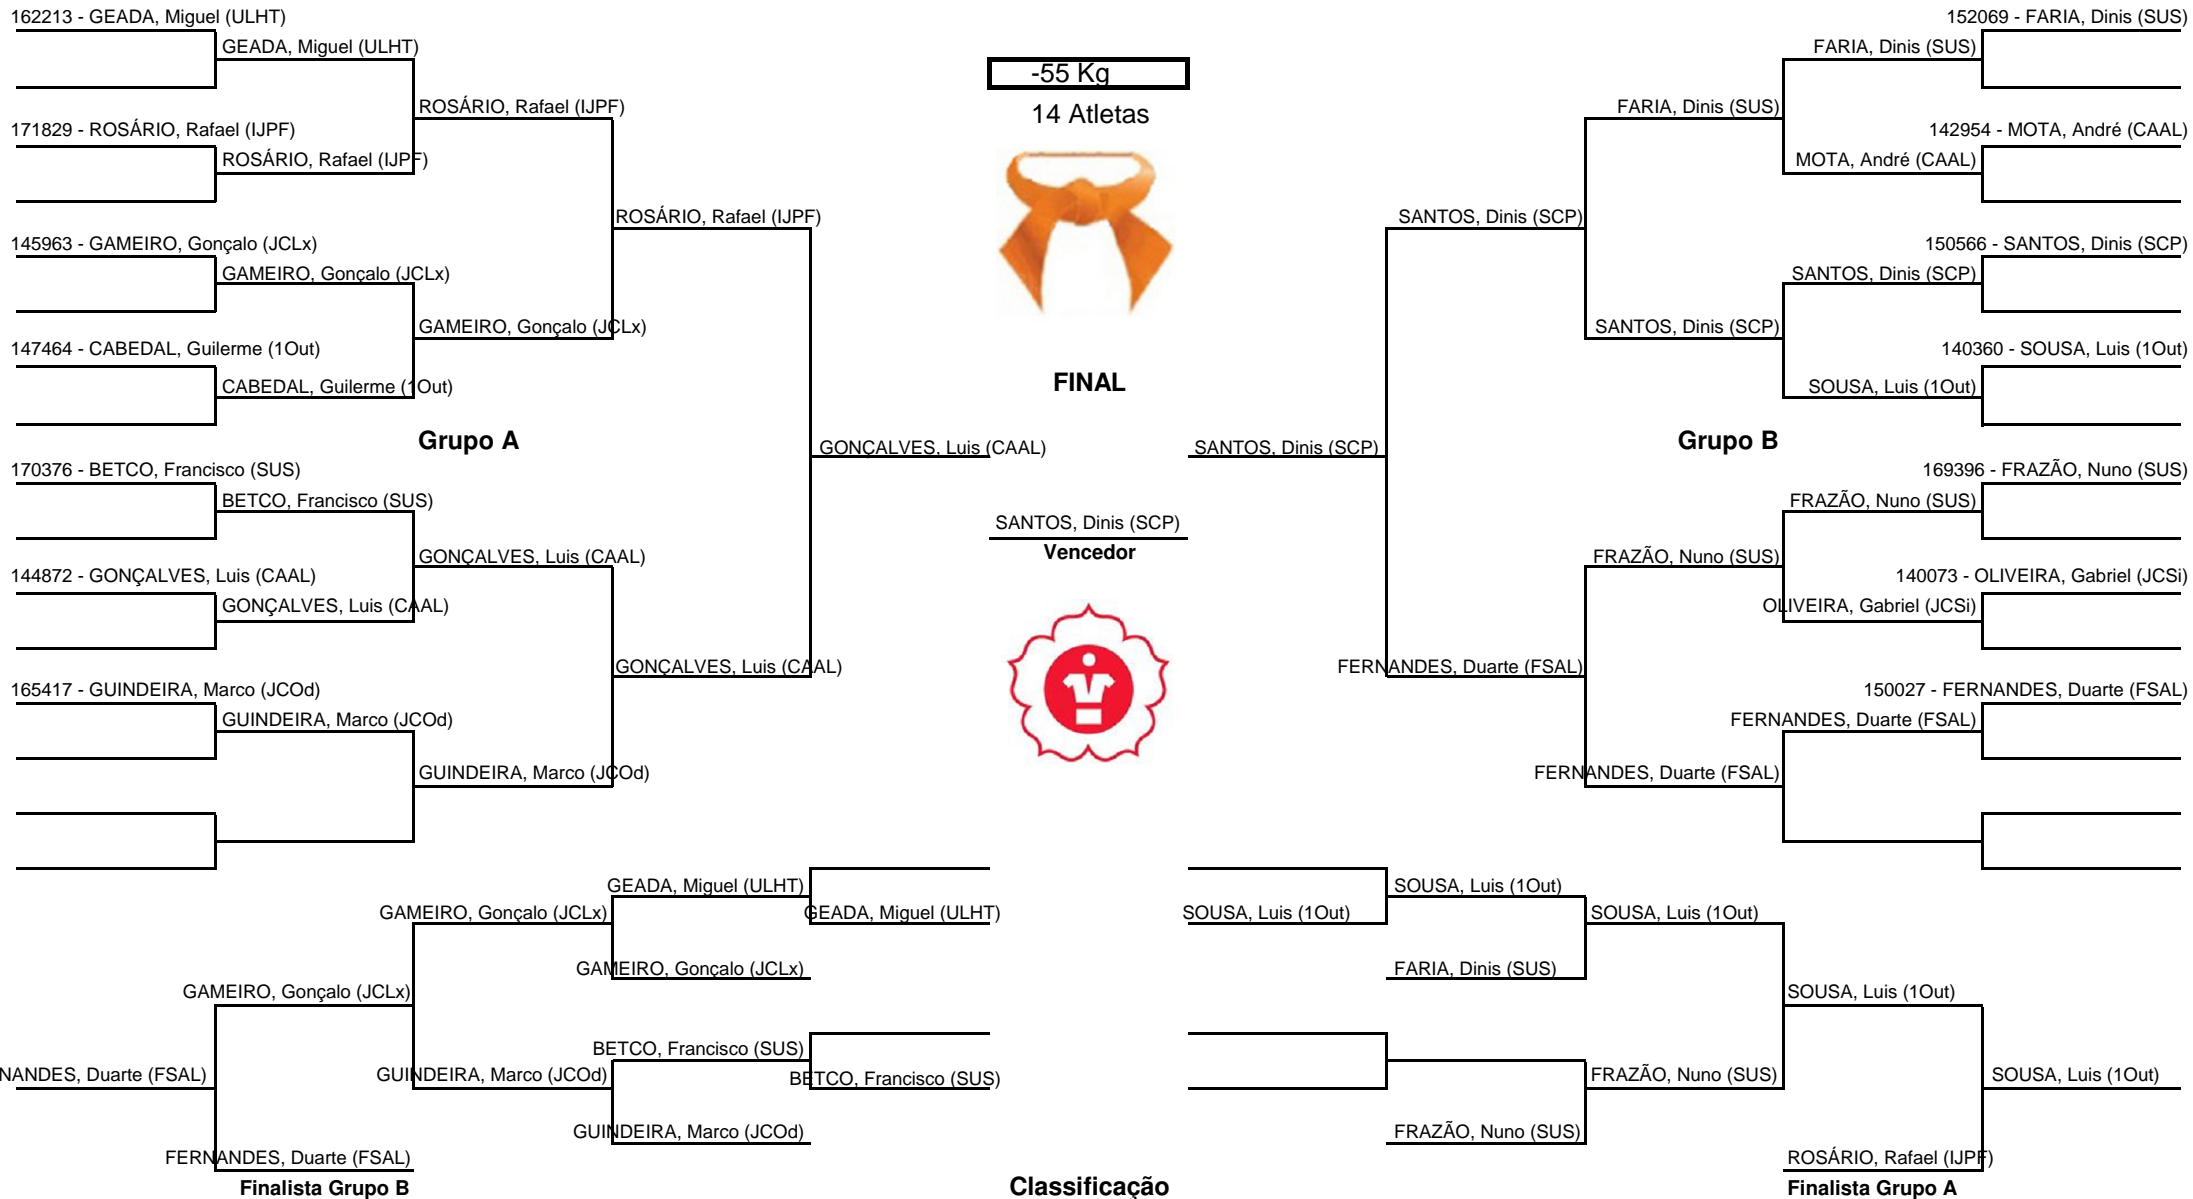 162213 - GEADA, Miguel (ULHT)
GEADA, Miguel (ULHT)
ROSÁRIO, Rafael (IJPF)
171829 - ROSÁRIO, Rafael (IJPF)
ROSÁRIO, Rafael (IJPF)
ROSÁRIO, Rafael (IJPF)
145963 - GAMEIRO, Gonçalo (JCLx)
GAMEIRO, Gonçalo (JCLx)
GAMEIRO, Gonçalo (JCLx)
147464 - CABEDAL, Guilerme (1Out)
CABEDAL, Guilerme (1Out)
Grupo A
GONÇALVES, Luis (CAAL)
170376 - BETCO, Francisco (SUS)
BETCO, Francisco (SUS)
GONÇALVES, Luis (CAAL)
144872 - GONÇALVES, Luis (CAAL)
GONÇALVES, Luis (CAAL)
GONÇALVES, Luis (CAAL)
165417 - GUINDEIRA, Marco (JCOd)
GUINDEIRA, Marco (JCOd)
GUINDEIRA, Marco (JCOd)
-55 Kg
14 Atletas
FINAL
SANTOS, Dinis (SCP)
Vencedor
152069 - FARIA, Dinis (SUS)
FARIA, Dinis (SUS)
FARIA, Dinis (SUS)
142954 - MOTA, André (CAAL)
MOTA, André (CAAL)
SANTOS, Dinis (SCP)
150566 - SANTOS, Dinis (SCP)
SANTOS, Dinis (SCP)
SANTOS, Dinis (SCP)
140360 - SOUSA, Luis (1Out)
SOUSA, Luis (1Out)
Grupo B
SANTOS, Dinis (SCP)
169396 - FRAZÃO, Nuno (SUS)
FRAZÃO, Nuno (SUS)
FRAZÃO, Nuno (SUS)
140073 - OLIVEIRA, Gabriel (JCSi)
OLIVEIRA, Gabriel (JCSi)
FERNANDES, Duarte (FSAL)
150027 - FERNANDES, Duarte (FSAL)
FERNANDES, Duarte (FSAL)
FERNANDES, Duarte (FSAL)
GEADA, Miguel (ULHT)
GAMEIRO, Gonçalo (JCLx)
GEADA, Miguel (ULHT)
GAMEIRO, Gonçalo (JCLx)
GAMEIRO, Gonçalo (JCLx)
BETCO, Francisco (SUS)
NANDES, Duarte (FSAL)
GUINDEIRA, Marco (JCOd)
BETCO, Francisco (SUS)
GUINDEIRA, Marco (JCOd)
FERNANDES, Duarte (FSAL)
Finalista Grupo B
Classificação
SOUSA, Luis (1Out)
SOUSA, Luis (1Out)
SOUSA, Luis (1Out)
FARIA, Dinis (SUS)
SOUSA, Luis (1Out)
FRAZÃO, Nuno (SUS)
SOUSA, Luis (1Out)
FRAZÃO, Nuno (SUS)
ROSÁRIO, Rafael (IJPF)
Finalista Grupo A